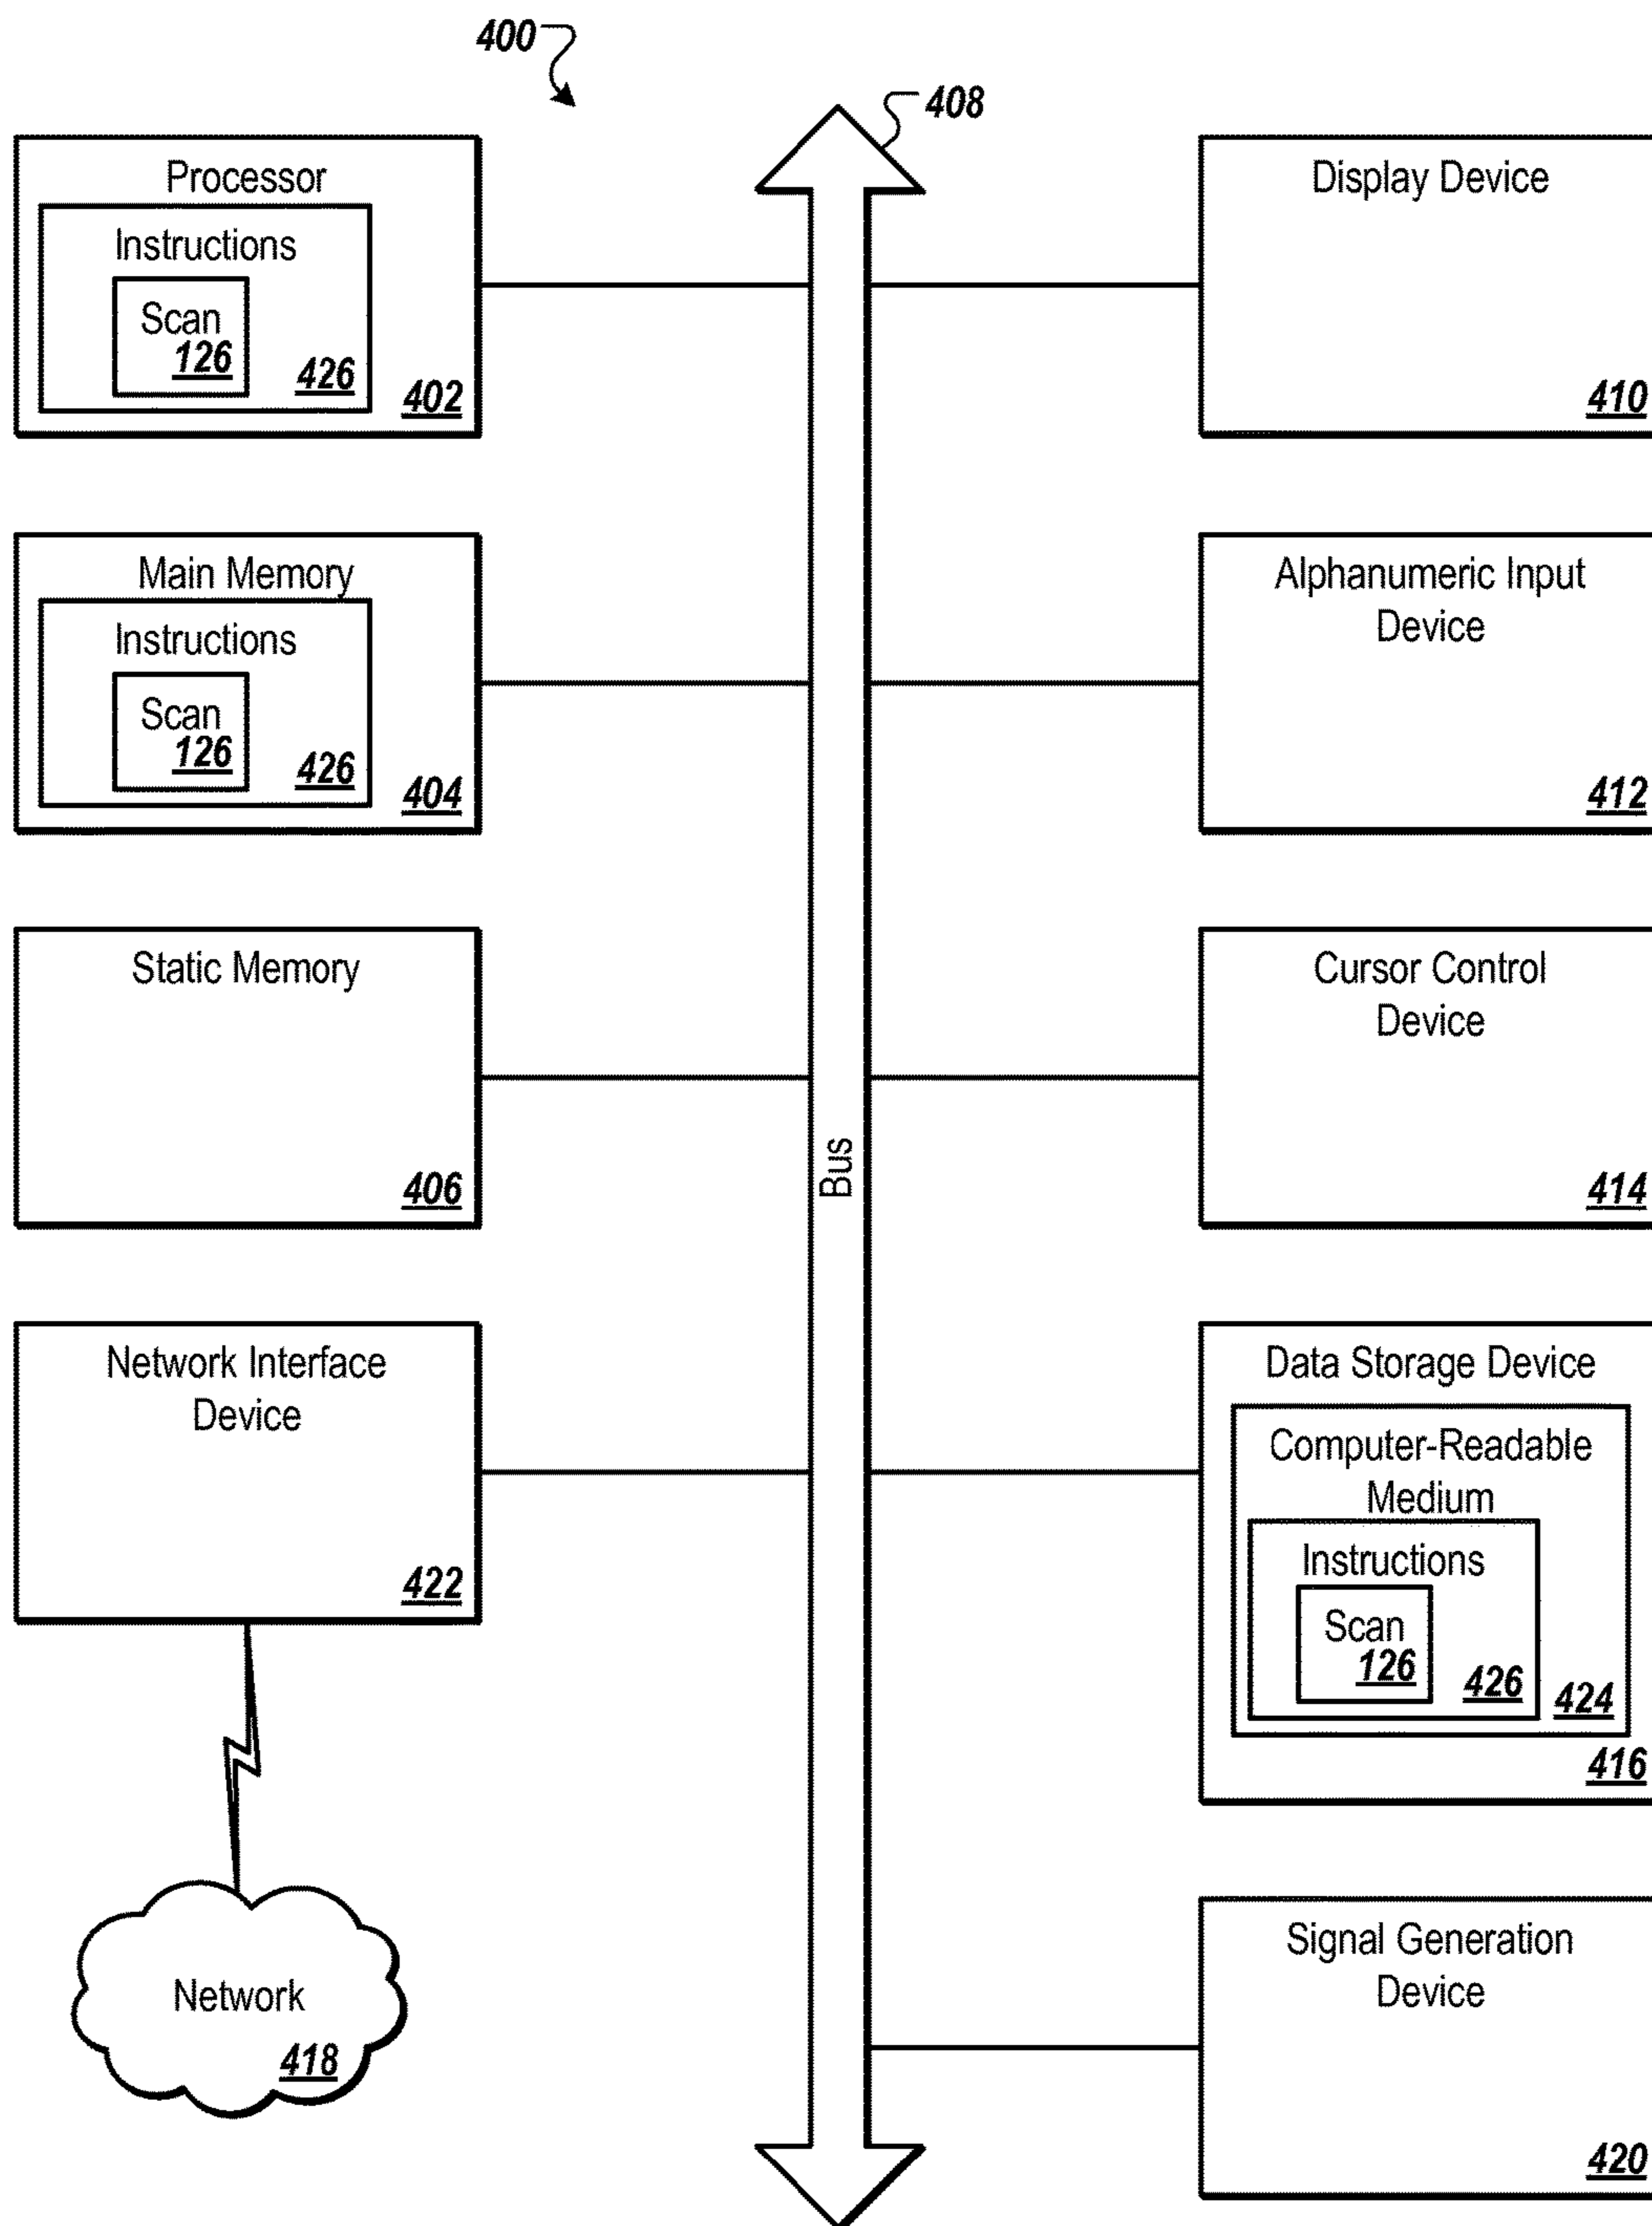 400
408
Processor
Instructions
Scan
126
426
402
Main Memory
Instructions
Scan
126
426
404
Static Memory
406
Network Interface
Device
422
Network
418
Bus
Display Device
410
Alphanumeric Input
Device
412
Cursor Control
Device
414
Data Storage Device
Computer-Readable
Medium
Instructions
Scan
126
426
424
416
Signal Generation
Device
420